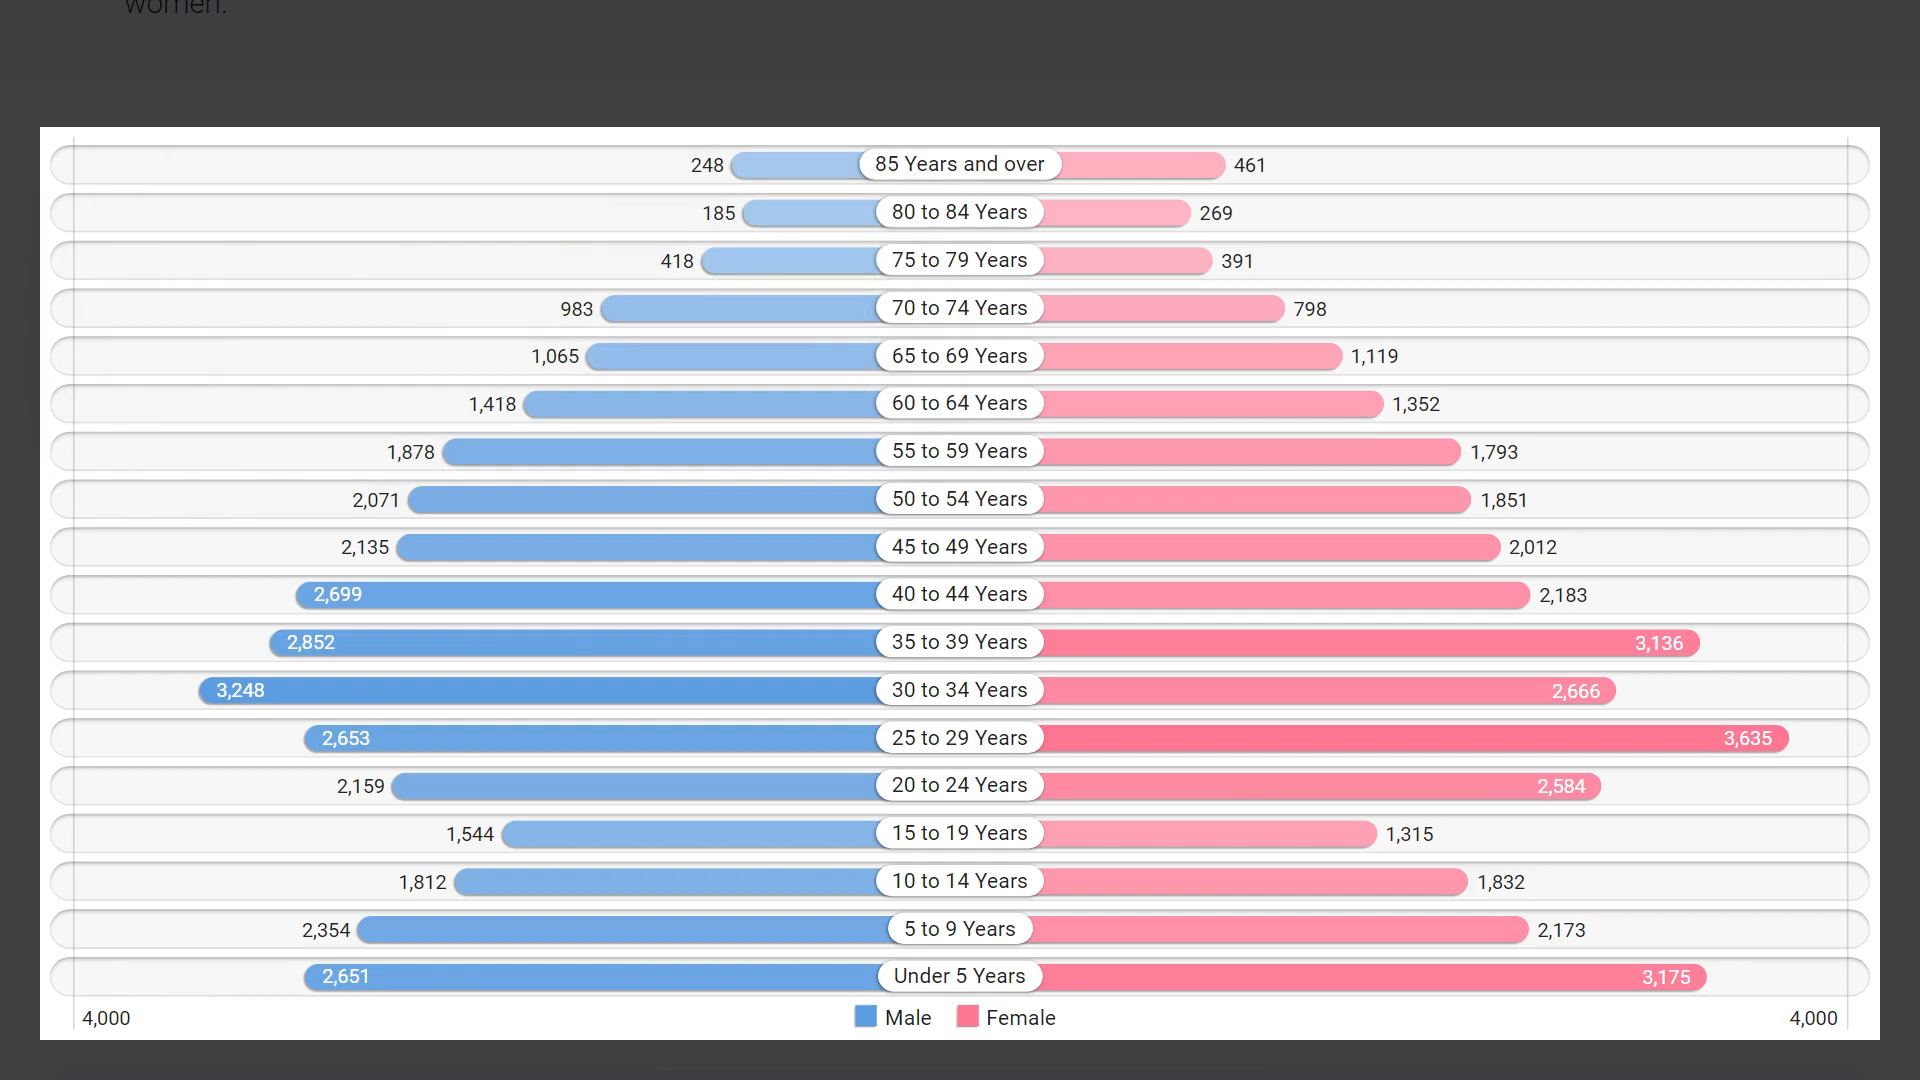 women.
248 85 Years and over 461
185 80 to 84 Years 269
418 75 to 79 Years 391
983 70 to 74 Years 798
1,065 65 to 69 Years 1,119
1,418 60 to 64 Years 1,352
1,878 55 to 59 Years 1,793
2,071 50 to 54 Years 1,851
2,135 45 to 49 Years 2,012
2,699 40 to 44 Years 2,183
2,852 35 to 39 Years 3,136
3,248 30 to 34 Years 2,666
2,653 25 to 29 Years 3,635
2,159 20 to 24 Years 2,584
1,544 15 to 19 Years 1,315
1,812 10 to 14 Years 1,832
2,354 5 to 9 Years 2,173
2,651 Under 5 Years 3,175
4,000 Male Female 4,000